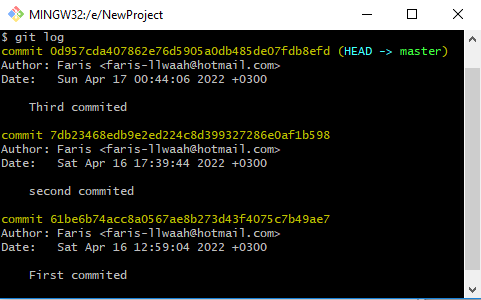 MINGW32:/e/NewProject
$ git log
commit 0d957cda407862e76d5905a0db485de07fdb8efd (HEAD -> master)
Author: Faris <faris-llwaah@hotmail.com>
Date:   Sun Apr 17 00:44:06 2022 +0300
Third commited
commit 7db23468edb9e2ed224c8d399327286e0af1b598
Author: Faris <faris-llwaah@hotmail.com>
Date:   Sat Apr 16 17:39:44 2022 +0300
second commited
commit 61be6b74acc8a0567ae8b273d43f4075c7b49ae7
Author: Faris <faris-llwaah@hotmail.com>
Date:   Sat Apr 16 12:59:04 2022 +0300
First commited